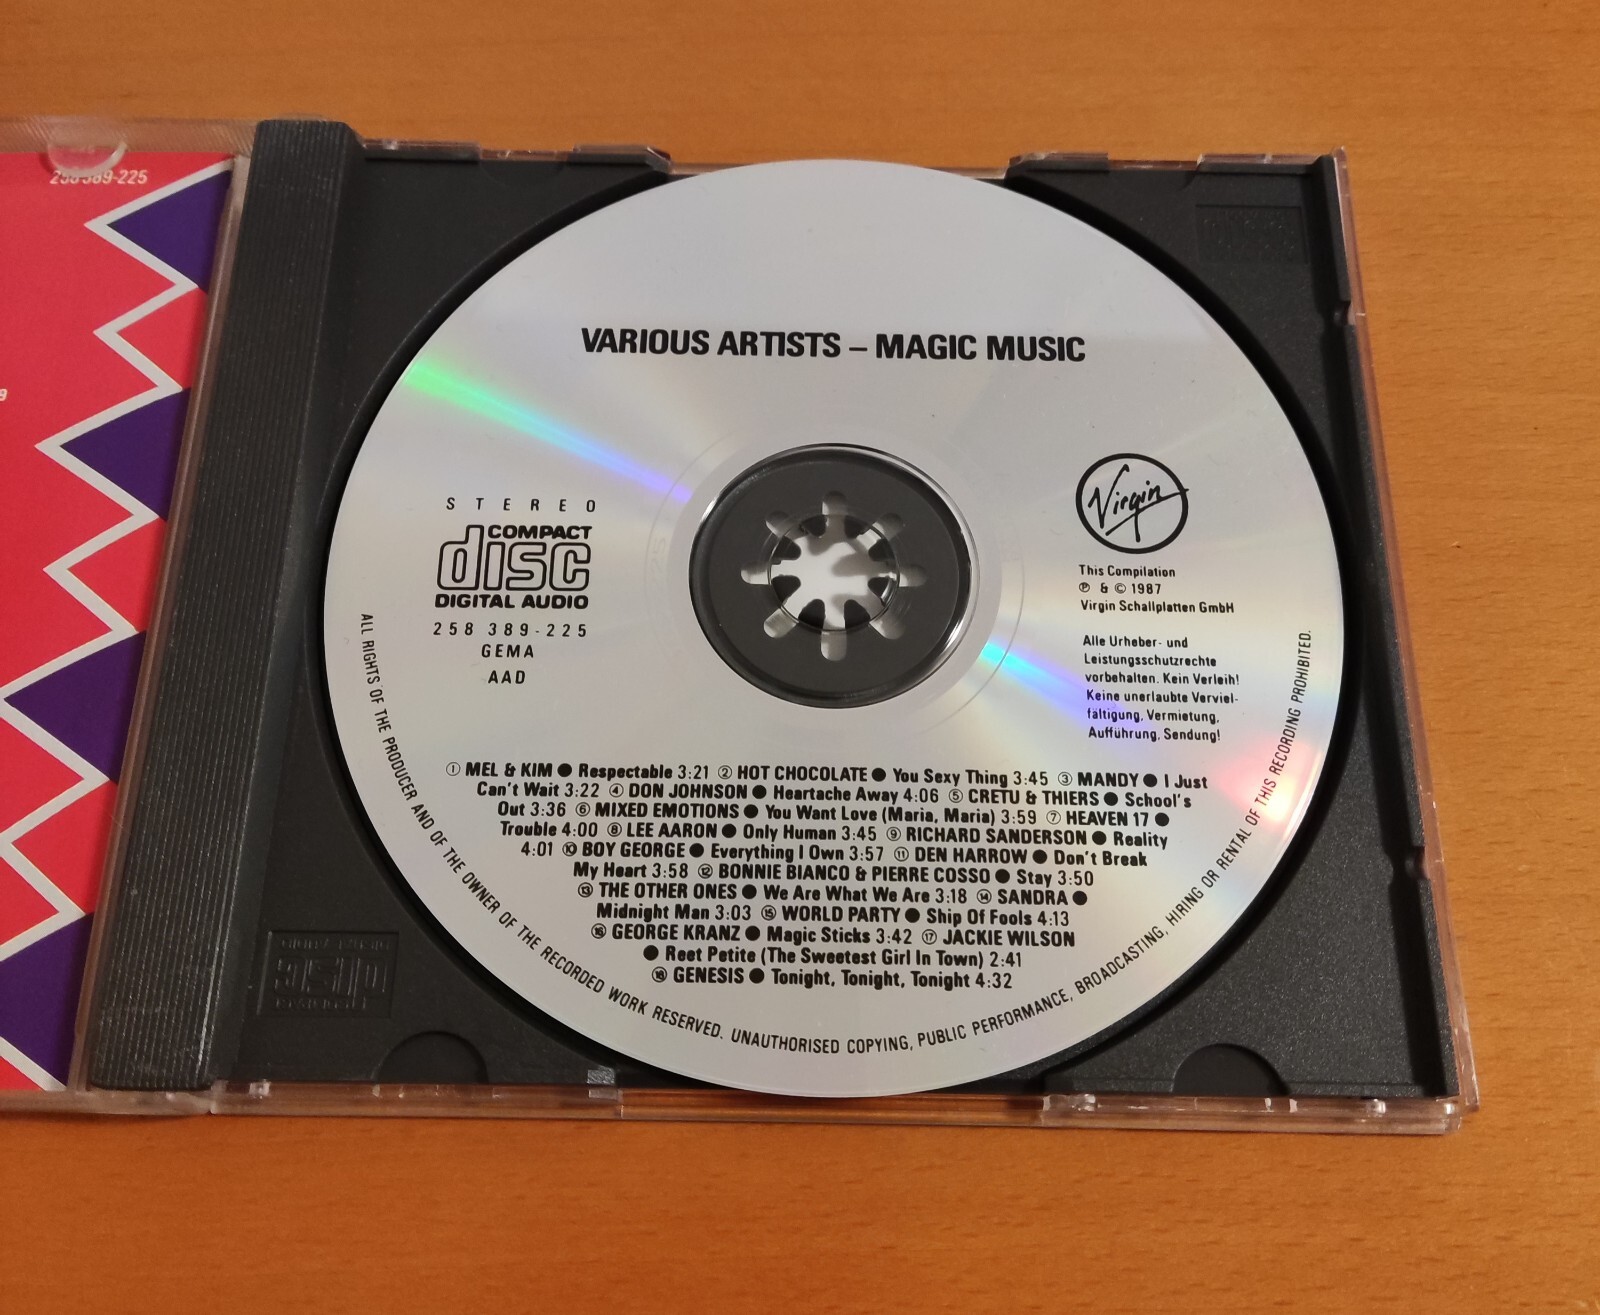 258 389-225
9
VARIOUS ARTISTS – MAGIC MUSIC
STEREO
COMPACT
disc
DIGITAL AUDIO
258 389-225
GEMA
AAD
Virgin
This Compilation
℗ & © 1987
Virgin Schallplatten GmbH
Alle Urheber- und
Leistungsschutzrechte
vorbehalten. Kein Verleih!
Keine unerlaubte Verviel-
fältigung, Vermietung,
Aufführung, Sendung!
① MEL & KIM ● Respectable 3:21 ② HOT CHOCOLATE ● You Sexy Thing 3:45 ③ MANDY ● I Just
Can't Wait 3:22 ④ DON JOHNSON ● Heartache Away 4:06 ⑤ CRETU & THIERS ● School's
Out 3:36 ⑥ MIXED EMOTIONS ● You Want Love (Maria, Maria) 3:59 ⑦ HEAVEN 17 ●
Trouble 4:00 ⑧ LEE AARON ● Only Human 3:45 ⑨ RICHARD SANDERSON ● Reality
4:01 ⑩ BOY GEORGE ● Everything I Own 3:57 ⑪ DEN HARROW ● Don't Break
My Heart 3:58 ⑫ BONNIE BIANCO & PIERRE COSSO ● Stay 3:50
⑬ THE OTHER ONES ● We Are What We Are 3:18 ⑭ SANDRA ●
Midnight Man 3:03 ⑮ WORLD PARTY ● Ship Of Fools 4:13
⑯ GEORGE KRANZ ● Magic Sticks 3:42 ⑰ JACKIE WILSON
● Reet Petite (The Sweetest Girl In Town) 2:41
⑱ GENESIS ● Tonight, Tonight, Tonight 4:32
ALL RIGHTS OF THE PRODUCER AND OF THE OWNER OF THE RECORDED WORK RESERVED. UNAUTHORISED COPYING, PUBLIC PERFORMANCE, BROADCASTING, HIRING OR RENTAL OF THIS RECORDING PROHIBITED.